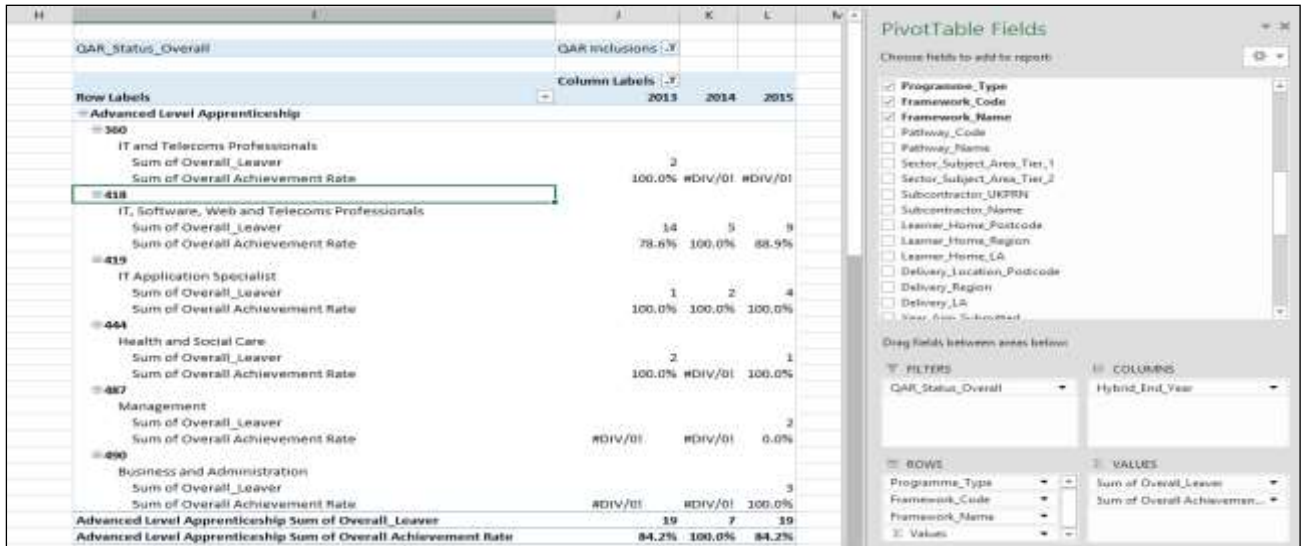 H I J K L M
QAR_Status_Overall QAR Inclusions
Column Labels
Row Labels 2013 2014 2015
Advanced Level Apprenticeship
360
IT and Telecoms Professionals
Sum of Overall_Leaver 2
Sum of Overall Achievement Rate 100.0% #DIV/0! #DIV/0!
418
IT, Software, Web and Telecoms Professionals
Sum of Overall_Leaver 14 5 9
Sum of Overall Achievement Rate 78.6% 100.0% 88.9%
419
IT Application Specialist
Sum of Overall_Leaver 1 2 4
Sum of Overall Achievement Rate 100.0% 100.0% 100.0%
444
Health and Social Care
Sum of Overall_Leaver 2 1
Sum of Overall Achievement Rate 100.0% #DIV/0! 100.0%
487
Management
Sum of Overall_Leaver 2
Sum of Overall Achievement Rate #DIV/0! #DIV/0! 0.0%
490
Business and Administration
Sum of Overall_Leaver 3
Sum of Overall Achievement Rate #DIV/0! #DIV/0! 100.0%
Advanced Level Apprenticeship Sum of Overall_Leaver 19 7 19
Advanced Level Apprenticeship Sum of Overall Achievement Rate 84.2% 100.0% 84.2%
PivotTable Fields
Choose fields to add to report:
Programme_Type
Framework_Code
Framework_Name
Pathway_Code
Pathway_Name
Sector_Subject_Area_Tier_1
Sector_Subject_Area_Tier_2
Subcontractor_UKPRN
Subcontractor_Name
Learner_Home_Postcode
Learner_Home_Region
Learner_Home_LA
Delivery_Location_Postcode
Delivery_Region
Delivery_LA
Drag fields between areas below:
FILTERS
QAR_Status_Overall
COLUMNS
Hybrid_End_Year
ROWS
Programme_Type
Framework_Code
Framework_Name
Σ Values
Σ VALUES
Sum of Overall_Leaver
Sum of Overall Achievemen...